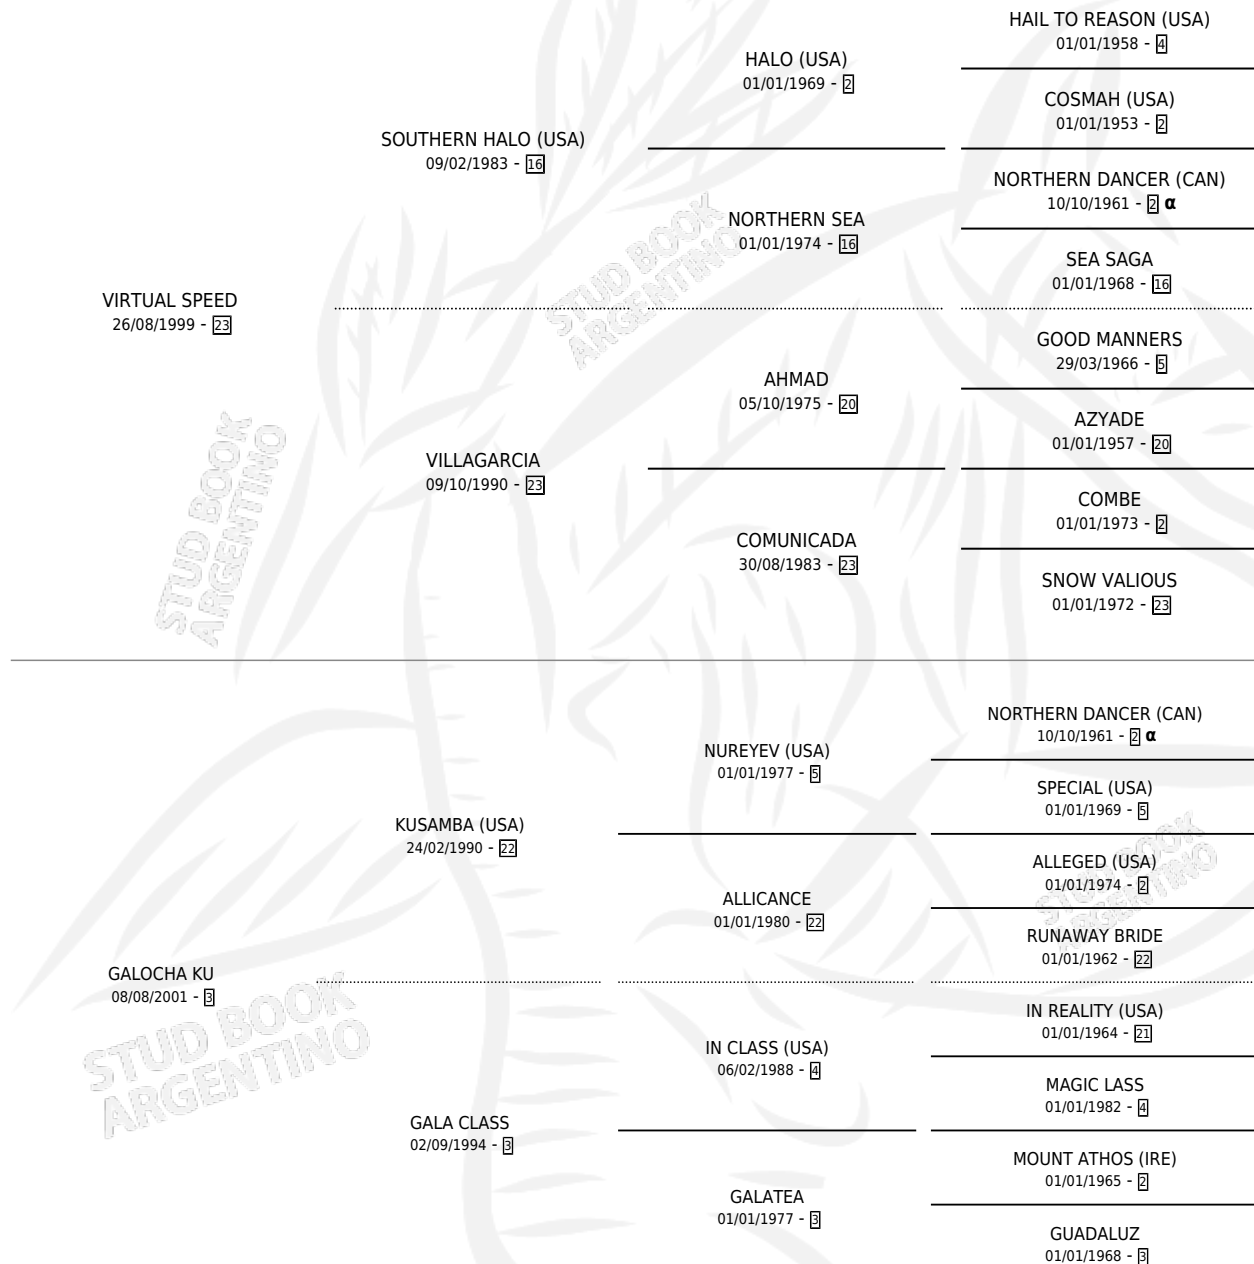 HAIL TO REASON (USA)
01/01/1958 - 4
HALO (USA)
01/01/1969 - 2
COSMAH (USA)
01/01/1953 - 2
SOUTHERN HALO (USA)
09/02/1983 - 16
NORTHERN DANCER (CAN)
10/10/1961 - 2 α
NORTHERN SEA
01/01/1974 - 16
SEA SAGA
01/01/1968 - 16
VIRTUAL SPEED
26/08/1999 - 23
GOOD MANNERS
29/03/1966 - 5
AHMAD
05/10/1975 - 20
AZYADE
01/01/1957 - 20
VILLAGARCIA
09/10/1990 - 23
COMBE
01/01/1973 - 2
COMUNICADA
30/08/1983 - 23
SNOW VALIOUS
01/01/1972 - 23
NORTHERN DANCER (CAN)
10/10/1961 - 2 α
NUREYEV (USA)
01/01/1977 - 5
SPECIAL (USA)
01/01/1969 - 5
KUSAMBA (USA)
24/02/1990 - 22
ALLEGED (USA)
01/01/1974 - 2
ALLICANCE
01/01/1980 - 22
RUNAWAY BRIDE
01/01/1962 - 22
GALOCHA KU
08/08/2001 - 3
IN REALITY (USA)
01/01/1964 - 21
IN CLASS (USA)
06/02/1988 - 4
MAGIC LASS
01/01/1982 - 4
GALA CLASS
02/09/1994 - 3
MOUNT ATHOS (IRE)
01/01/1965 - 2
GALATEA
01/01/1977 - 3
GUADALUZ
01/01/1968 - 3
STUD BOOK
ARGENTINO
STUD BOOK
ARGENTINO
STUD BOOK
ARGENTINO
STUD BOOK
ARGENTINO